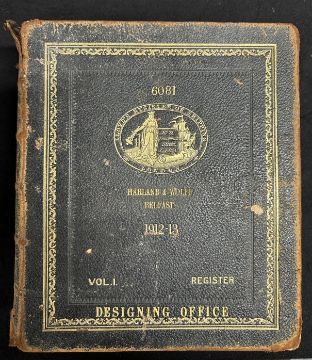 6081
HARLAND & WOLFF
BELFAST
1912-13
VOL. I. REGISTER
DESIGNING OFFICE